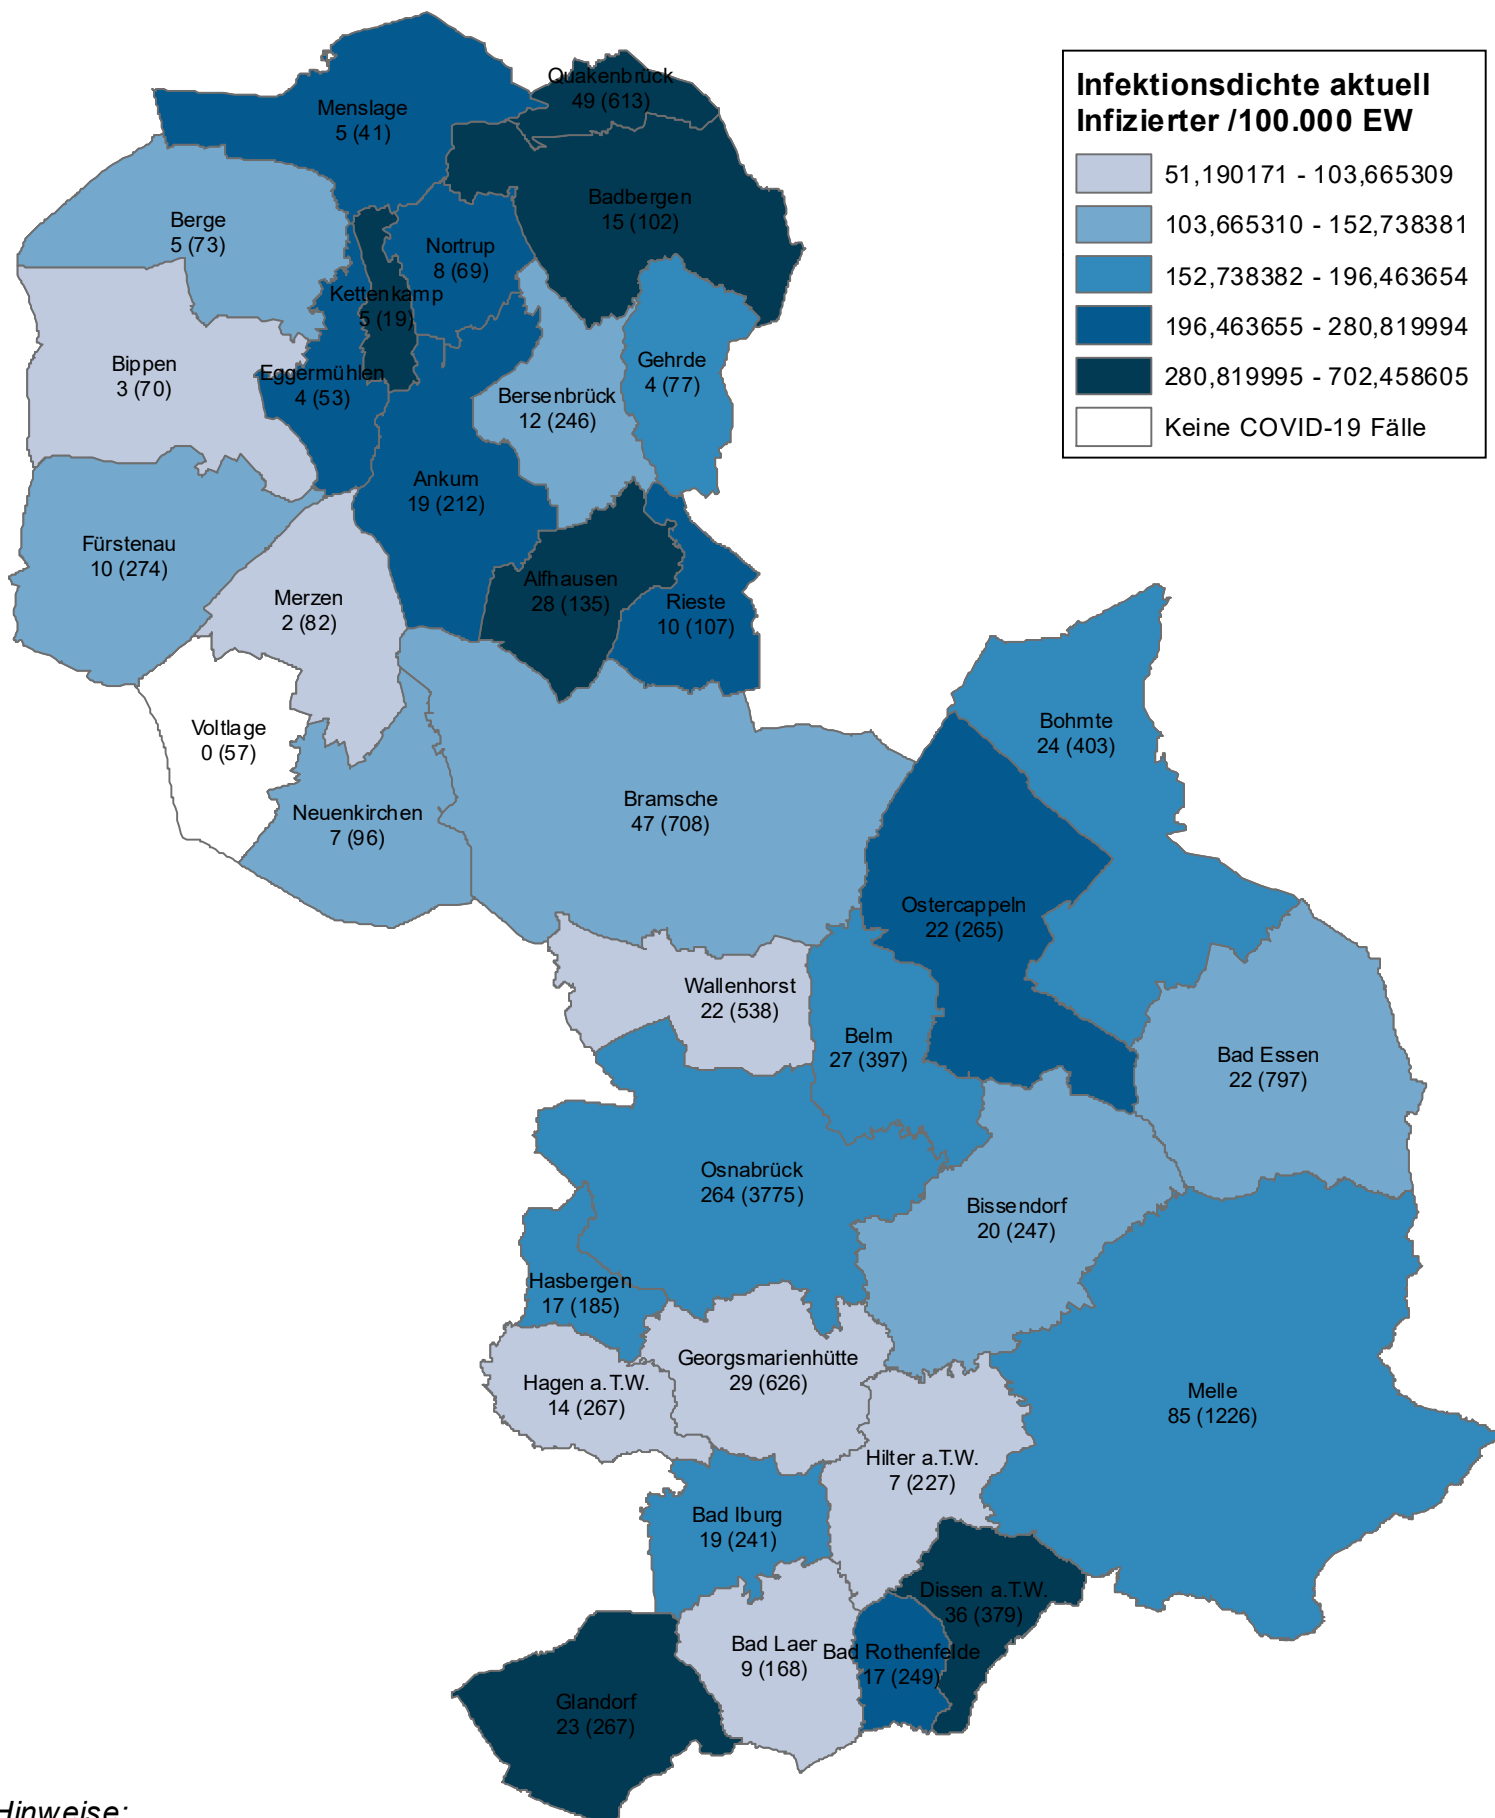 Infektionsdichte aktuell
Infizierter /100.000 EW
51,190171 - 103,665309
103,665310 - 152,738381
152,738382 - 196,463654
196,463655 - 280,819994
280,819995 - 702,458605
Keine COVID-19 Fälle
Quakenbrück
49 (613)
Menslage
5 (41)
Badbergen
15 (102)
Berge
5 (73)
Nortrup
8 (69)
Kettenkamp
5 (19)
Bippen
3 (70)
Eggermühlen
4 (53)
Gehrde
4 (77)
Bersenbrück
12 (246)
Ankum
19 (212)
Fürstenau
10 (274)
Alfhausen
28 (135)
Merzen
2 (82)
Rieste
10 (107)
Voltlage
0 (57)
Bohmte
24 (403)
Neuenkirchen
7 (96)
Bramsche
47 (708)
Ostercappeln
22 (265)
Wallenhorst
22 (538)
Belm
27 (397)
Bad Essen
22 (797)
Osnabrück
264 (3775)
Bissendorf
20 (247)
Hasbergen
17 (185)
Georgsmarienhütte
29 (626)
Hagen a.T.W.
14 (267)
Melle
85 (1226)
Hilter a.T.W.
7 (227)
Bad Iburg
19 (241)
Dissen a.T.W.
36 (379)
Bad Laer
9 (168)
Bad Rothenfelde
17 (249)
Glandorf
23 (267)
Hinweise: